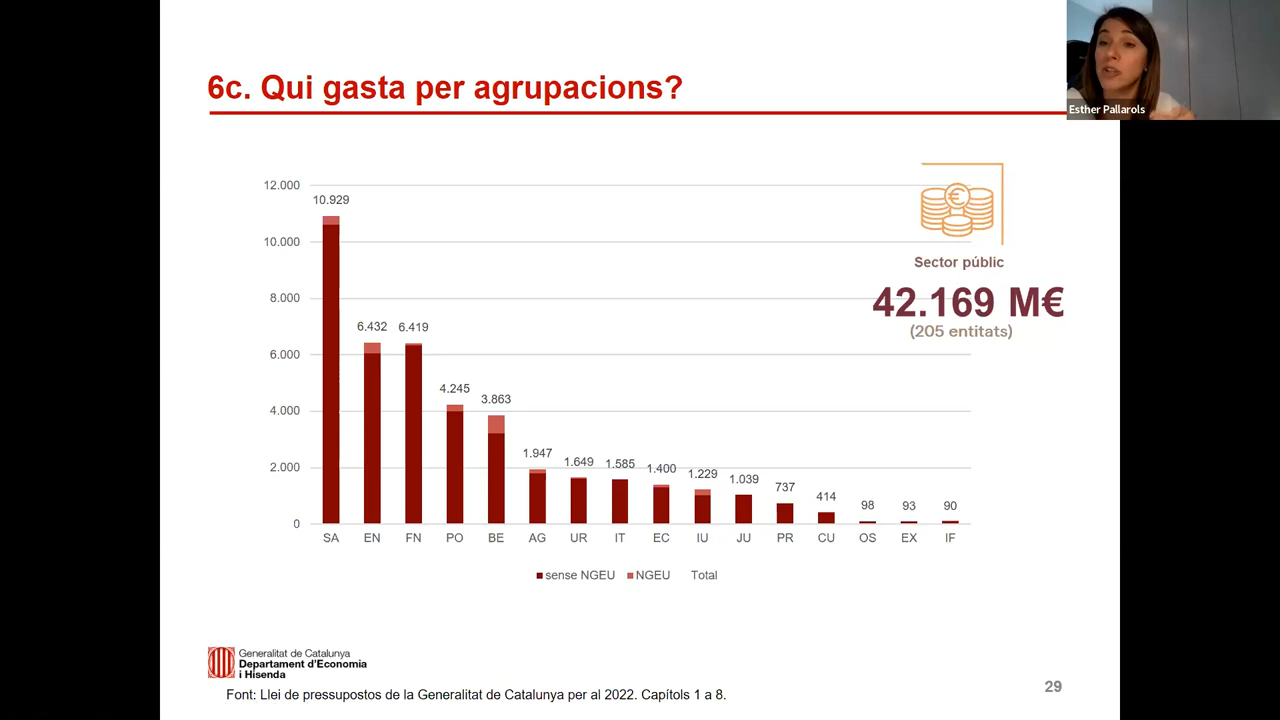 6c. Qui gasta per agrupacions?
Esther Pallarols
Sector públic
42.169 M€
(205 entitats)
12.000
10.000
8.000
6.000
4.000
2.000
0
10.929
6.432
6.419
4.245
3.863
1.947
1.649
1.585
1.400
1.229
1.039
737
414
98
93
90
SA EN FN PO BE AG UR IT EC IU JU PR CU OS EX IF
sense NGEU NGEU Total
Generalitat de Catalunya
Departament d'Economia
i Hisenda
Font: Llei de pressupostos de la Generalitat de Catalunya per al 2022. Capítols 1 a 8.
29